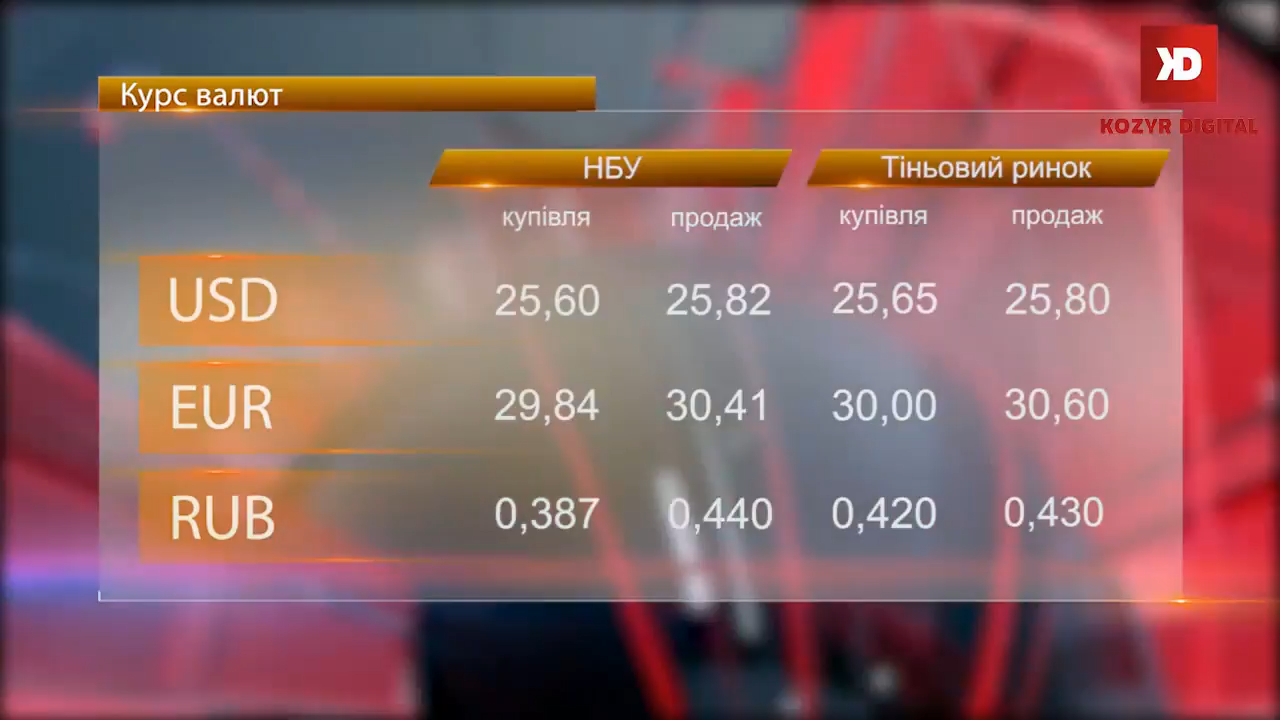 KD
KOZYR DIGITAL
Курс валют
НБУ Тіньовий ринок
купівля продаж купівля продаж
USD 25,60 25,82 25,65 25,80
EUR 29,84 30,41 30,00 30,60
RUB 0,387 0,440 0,420 0,430